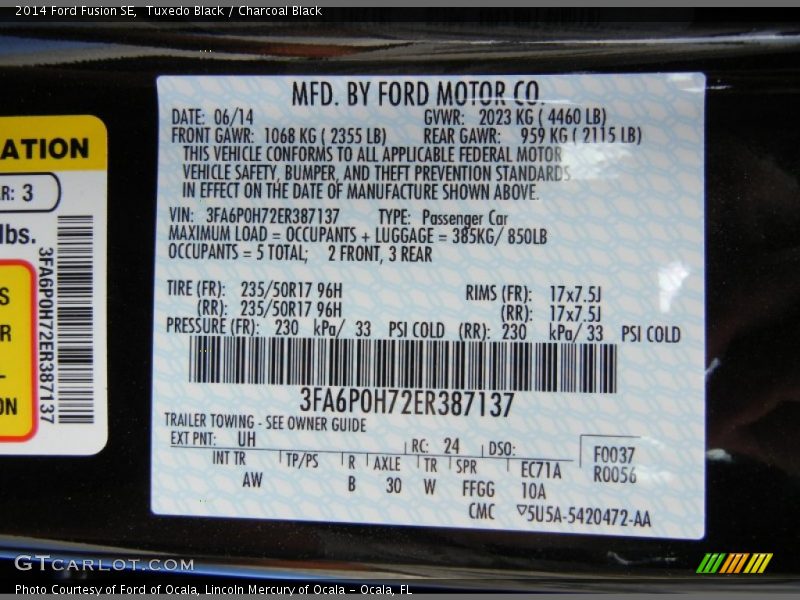 2014 Ford Fusion SE, Tuxedo Black / Charcoal Black
MFD. BY FORD MOTOR CO.
DATE: 06/14 GVWR: 2023 KG ( 4460 LB)
FRONT GAWR: 1068 KG ( 2355 LB) REAR GAWR: 959 KG ( 2115 LB)
THIS VEHICLE CONFORMS TO ALL APPLICABLE FEDERAL MOTOR
VEHICLE SAFETY, BUMPER, AND THEFT PREVENTION STANDARDS
IN EFFECT ON THE DATE OF MANUFACTURE SHOWN ABOVE.
VIN: 3FA6P0H72ER387137 TYPE: Passenger Car
MAXIMUM LOAD = OCCUPANTS + LUGGAGE = 385KG/ 850LB
OCCUPANTS = 5 TOTAL; 2 FRONT, 3 REAR
TIRE (FR): 235/50R17 96H RIMS (FR): 17x7.5J
(RR): 235/50R17 96H (RR): 17x7.5J
PRESSURE (FR): 230 kPa/ 33 PSI COLD (RR): 230 kPa/ 33 PSI COLD
3FA6P0H72ER387137
TRAILER TOWING - SEE OWNER GUIDE
EXT PNT: UH RC: 24 DSO: F0037
INT TR TP/PS R AXLE TR SPR EC71A R0056
AW B 30 W FFGG 10A
CMC ▽5U5A-5420472-AA
ATION
R: 3
lbs.
3FA6P0H72ER387137
S
R
L
ON
GTCARLOT.COM
Photo Courtesy of Ford of Ocala, Lincoln Mercury of Ocala - Ocala, FL